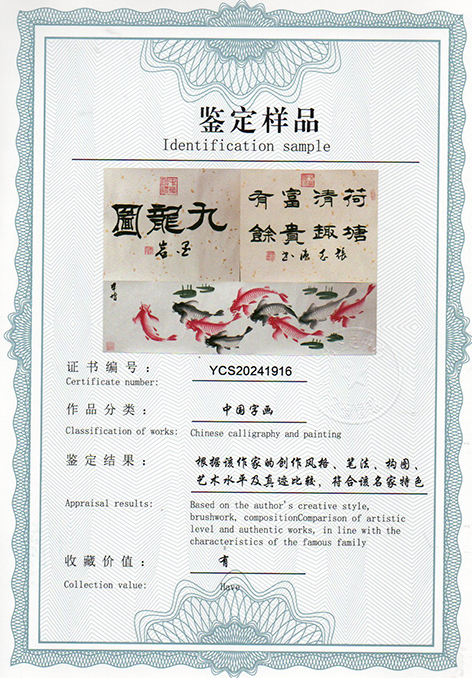 鉴定样品
Identification sample
九龍圖
荷塘清趣富貴有餘
证书编号：
YCS20241916
Certificate number:
作品分类：
中国字画
Classification of works:
Chinese calligraphy and painting
鉴定结果：
根据该作家的创作风格、笔法、构图、
艺术水平及真迹比较，符合该名家特色
Appraisal results:
Based on the author's creative style,
brushwork, compositionComparison of artistic
level and authentic works, in line with the
characteristics of the famous family
收藏价值：
有
Collection value:
Have